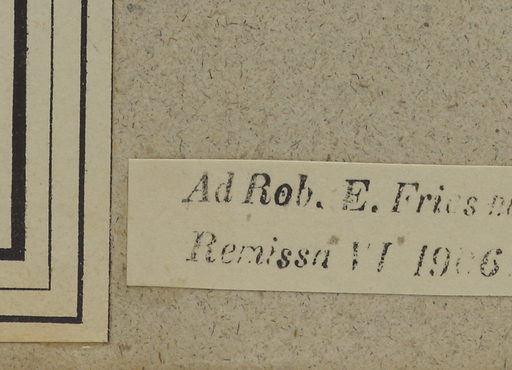 Ad Rob. E. Fries
Remissa VI 1906